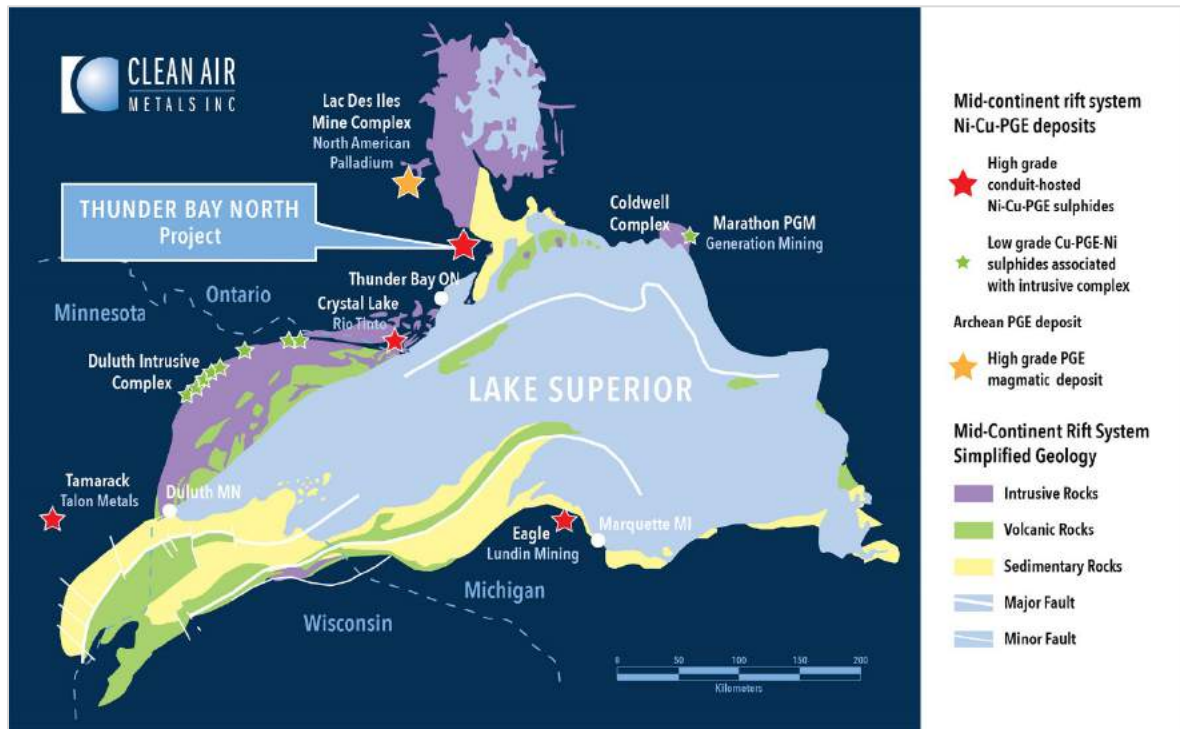 CLEAN AIR
METALS INC
Lac Des Iles
Mine Complex
North American
Palladium
THUNDER BAY NORTH
Project
Coldwell
Complex
Marathon PGM
Generation Mining
Thunder Bay ON
Ontario
Minnesota
Crystal Lake
Rio Tinto
Duluth Intrusive
Complex
LAKE SUPERIOR
Tamarack
Talon Metals
Duluth MN
Eagle
Lundin Mining
Marquette MI
Michigan
Wisconsin
0 50 100 150 200
Kilometers
Mid-continent rift system
Ni-Cu-PGE deposits
High grade
conduit-hosted
Ni-Cu-PGE sulphides
Low grade Cu-PGE-Ni
sulphides associated
with intrusive complex
Archean PGE deposit
High grade PGE
magmatic deposit
Mid-Continent Rift System
Simplified Geology
Intrusive Rocks
Volcanic Rocks
Sedimentary Rocks
Major Fault
Minor Fault